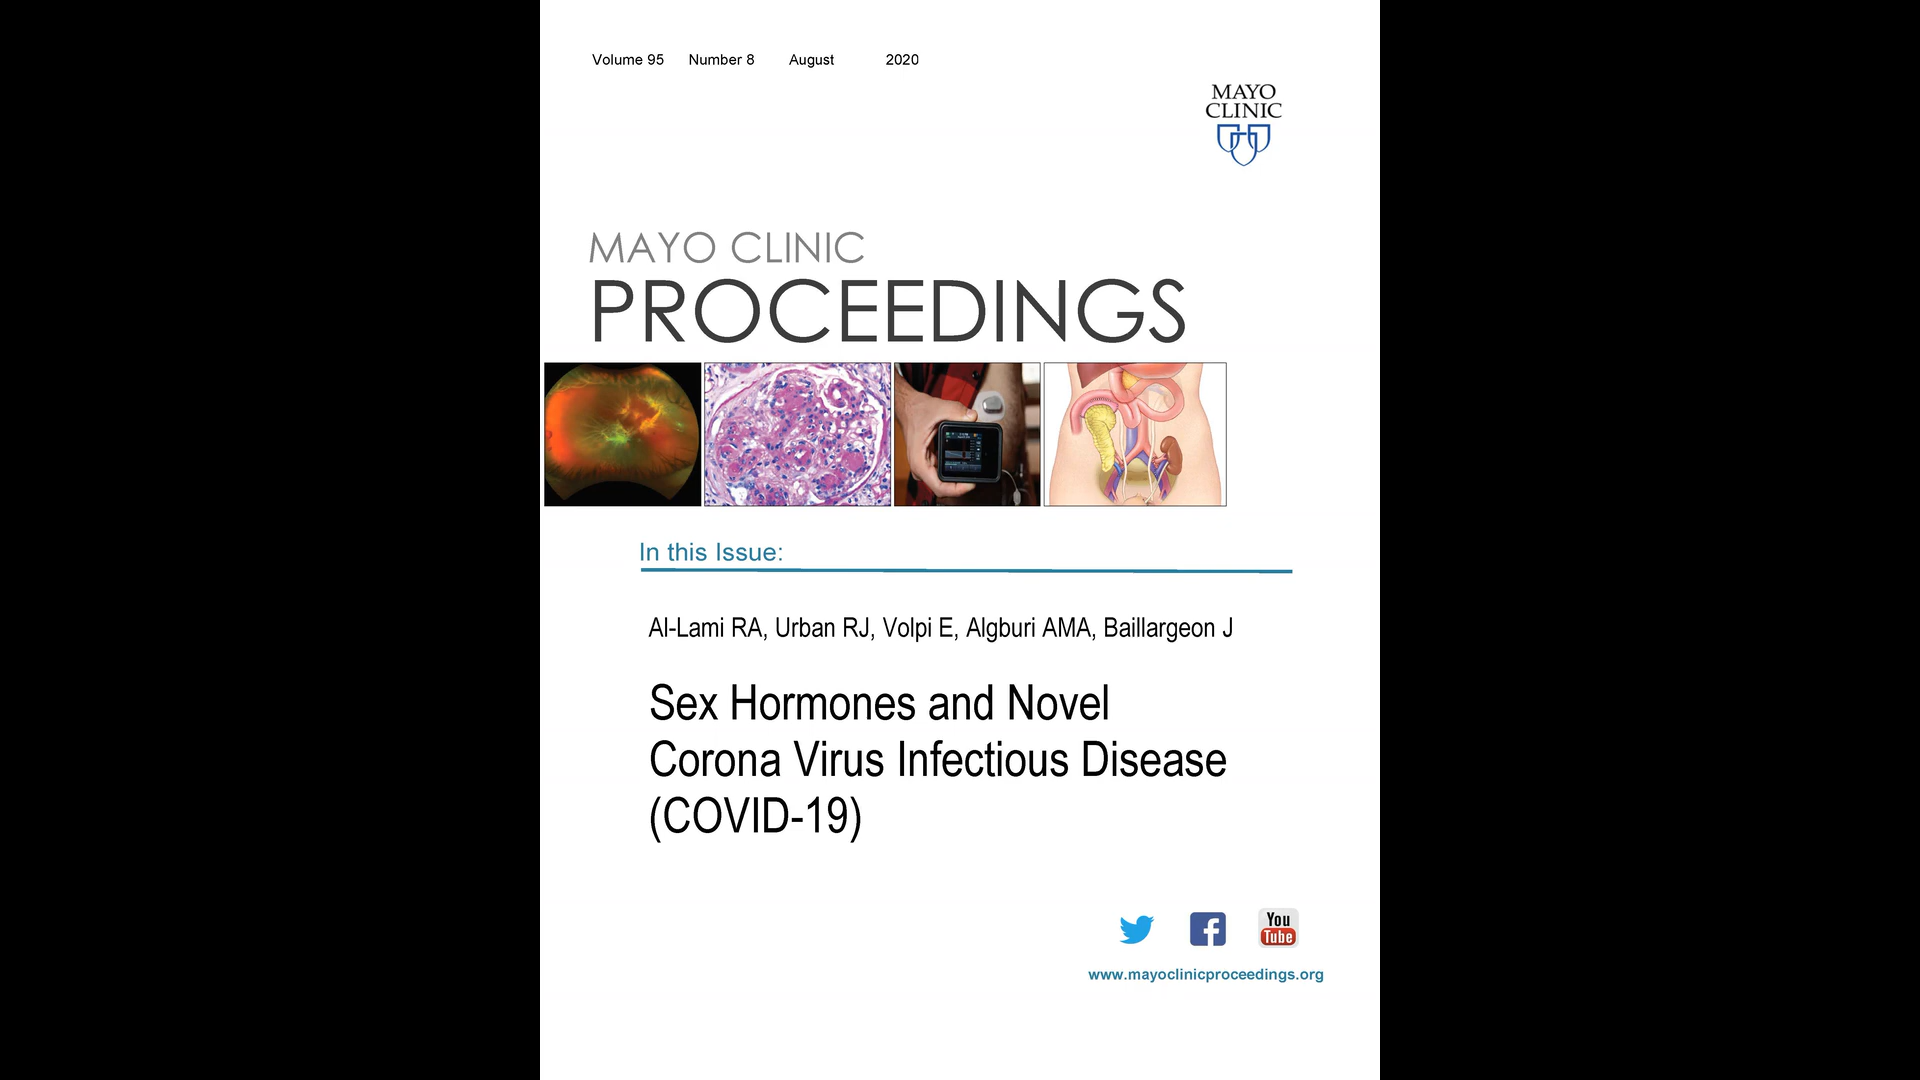 Volume 95 Number 8 August 2020
MAYO
CLINIC
MAYO CLINIC
PROCEEDINGS
In this Issue:
Al-Lami RA, Urban RJ, Volpi E, Algburi AMA, Baillargeon J
Sex Hormones and Novel
Corona Virus Infectious Disease
(COVID-19)
You
Tube
www.mayoclinicproceedings.org